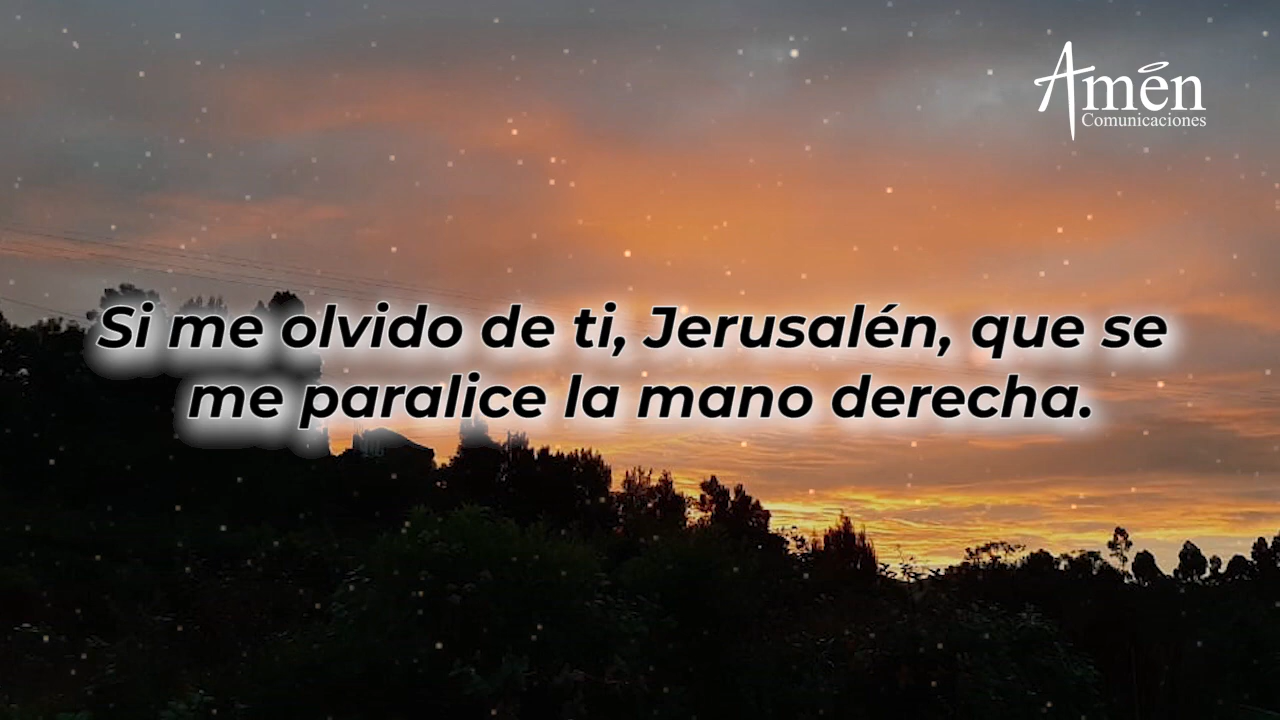 Amén
Comunicaciones
Si me olvido de ti, Jerusalén, que se
me paralice la mano derecha.